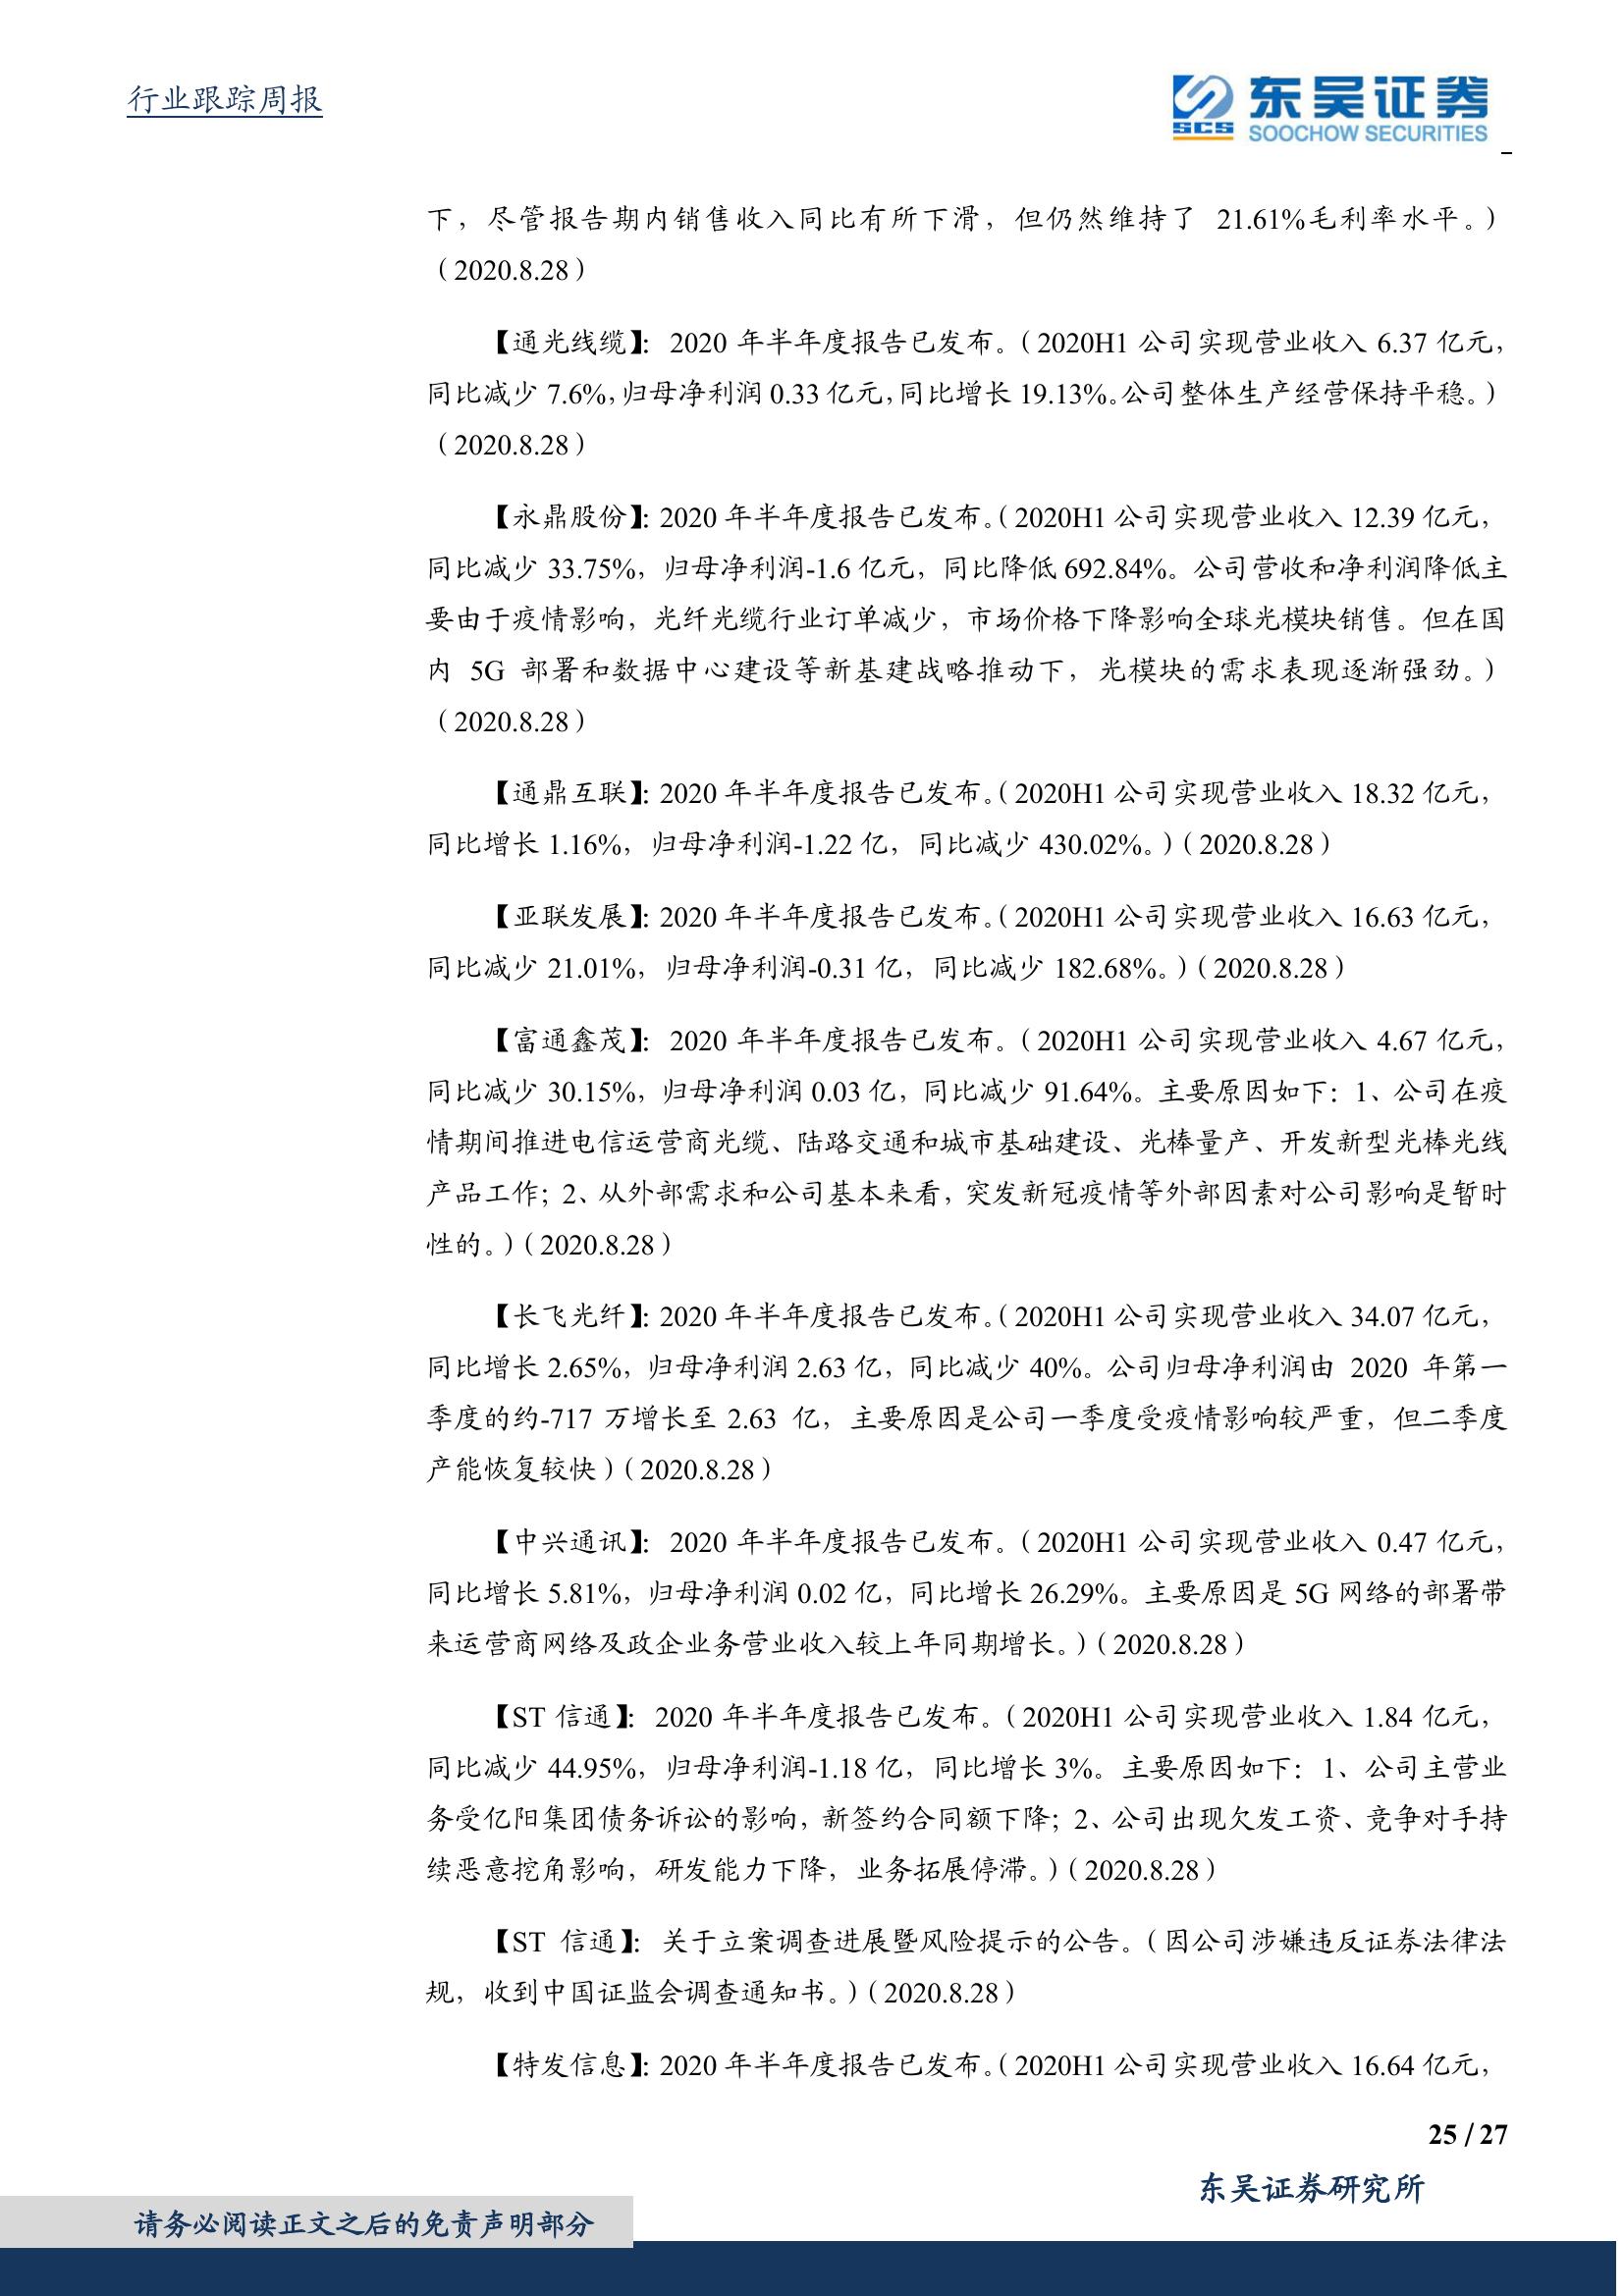 行业跟踪周报
SCS 东吴证券
SOOCHOW SECURITIES
下，尽管报告期内销售收入同比有所下滑，但仍然维持了 21.61%毛利率水平。）
（2020.8.28）
【通光线缆】： 2020 年半年度报告已发布。（2020H1 公司实现营业收入 6.37 亿元，
同比减少 7.6%，归母净利润 0.33 亿元，同比增长 19.13%。公司整体生产经营保持平稳。）
（2020.8.28）
【永鼎股份】：2020 年半年度报告已发布。（2020H1 公司实现营业收入 12.39 亿元，
同比减少 33.75%，归母净利润-1.6 亿元，同比降低 692.84%。公司营收和净利润降低主
要由于疫情影响，光纤光缆行业订单减少，市场价格下降影响全球光模块销售。但在国
内 5G 部署和数据中心建设等新基建战略推动下，光模块的需求表现逐渐强劲。）
（2020.8.28）
【通鼎互联】：2020 年半年度报告已发布。（2020H1 公司实现营业收入 18.32 亿元，
同比增长 1.16%，归母净利润-1.22 亿，同比减少 430.02%。）（2020.8.28）
【亚联发展】：2020 年半年度报告已发布。（2020H1 公司实现营业收入 16.63 亿元，
同比减少 21.01%，归母净利润-0.31 亿，同比减少 182.68%。）（2020.8.28）
【富通鑫茂】： 2020 年半年度报告已发布。（2020H1 公司实现营业收入 4.67 亿元，
同比减少 30.15%，归母净利润 0.03 亿，同比减少 91.64%。主要原因如下：1、公司在疫
情期间推进电信运营商光缆、陆路交通和城市基础建设、光棒量产、开发新型光棒光线
产品工作；2、从外部需求和公司基本来看，突发新冠疫情等外部因素对公司影响是暂时
性的。）（2020.8.28）
【长飞光纤】：2020 年半年度报告已发布。（2020H1 公司实现营业收入 34.07 亿元，
同比增长 2.65%，归母净利润 2.63 亿，同比减少 40%。公司归母净利润由 2020 年第一
季度的约-717 万增长至 2.63 亿，主要原因是公司一季度受疫情影响较严重，但二季度
产能恢复较快）（2020.8.28）
【中兴通讯】： 2020 年半年度报告已发布。（2020H1 公司实现营业收入 0.47 亿元，
同比增长 5.81%，归母净利润 0.02 亿，同比增长 26.29%。主要原因是 5G 网络的部署带
来运营商网络及政企业务营业收入较上年同期增长。）（2020.8.28）
【ST 信通】： 2020 年半年度报告已发布。（2020H1 公司实现营业收入 1.84 亿元，
同比减少 44.95%，归母净利润-1.18 亿，同比增长 3%。主要原因如下：1、公司主营业
务受亿阳集团债务诉讼的影响，新签约合同额下降；2、公司出现欠发工资、竞争对手持
续恶意挖角影响，研发能力下降，业务拓展停滞。）（2020.8.28）
【ST 信通】： 关于立案调查进展暨风险提示的公告。（因公司涉嫌违反证券法律法
规，收到中国证监会调查通知书。）（2020.8.28）
【特发信息】：2020 年半年度报告已发布。（2020H1 公司实现营业收入 16.64 亿元，
25 / 27
东吴证券研究所
请务必阅读正文之后的免责声明部分